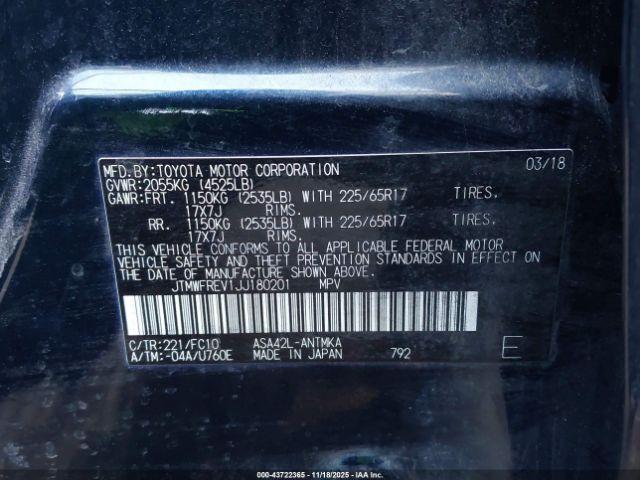 MFD.BY:TOYOTA MOTOR CORPORATION 03/18
GVWR:2055KG (4525LB)
GAWR:FRT. 1150KG (2535LB) WITH 225/65R17 TIRES.
17X7J RIMS.
RR. 1150KG (2535LB) WITH 225/65R17 TIRES.
17X7J RIMS.
THIS VEHICLE CONFORMS TO ALL APPLICABLE FEDERAL MOTOR
VEHICLE SAFETY AND THEFT PREVENTION STANDARDS IN EFFECT ON
THE DATE OF MANUFACTURE SHOWN ABOVE.
JTMWFREV1JJ180201 MPV
C/TR:221/FC10 ASA42L-ANTMKA
A/TM:-04A/U760E MADE IN JAPAN 792 E
000-43722365 - 11/18/2025 - IAAI, Inc.